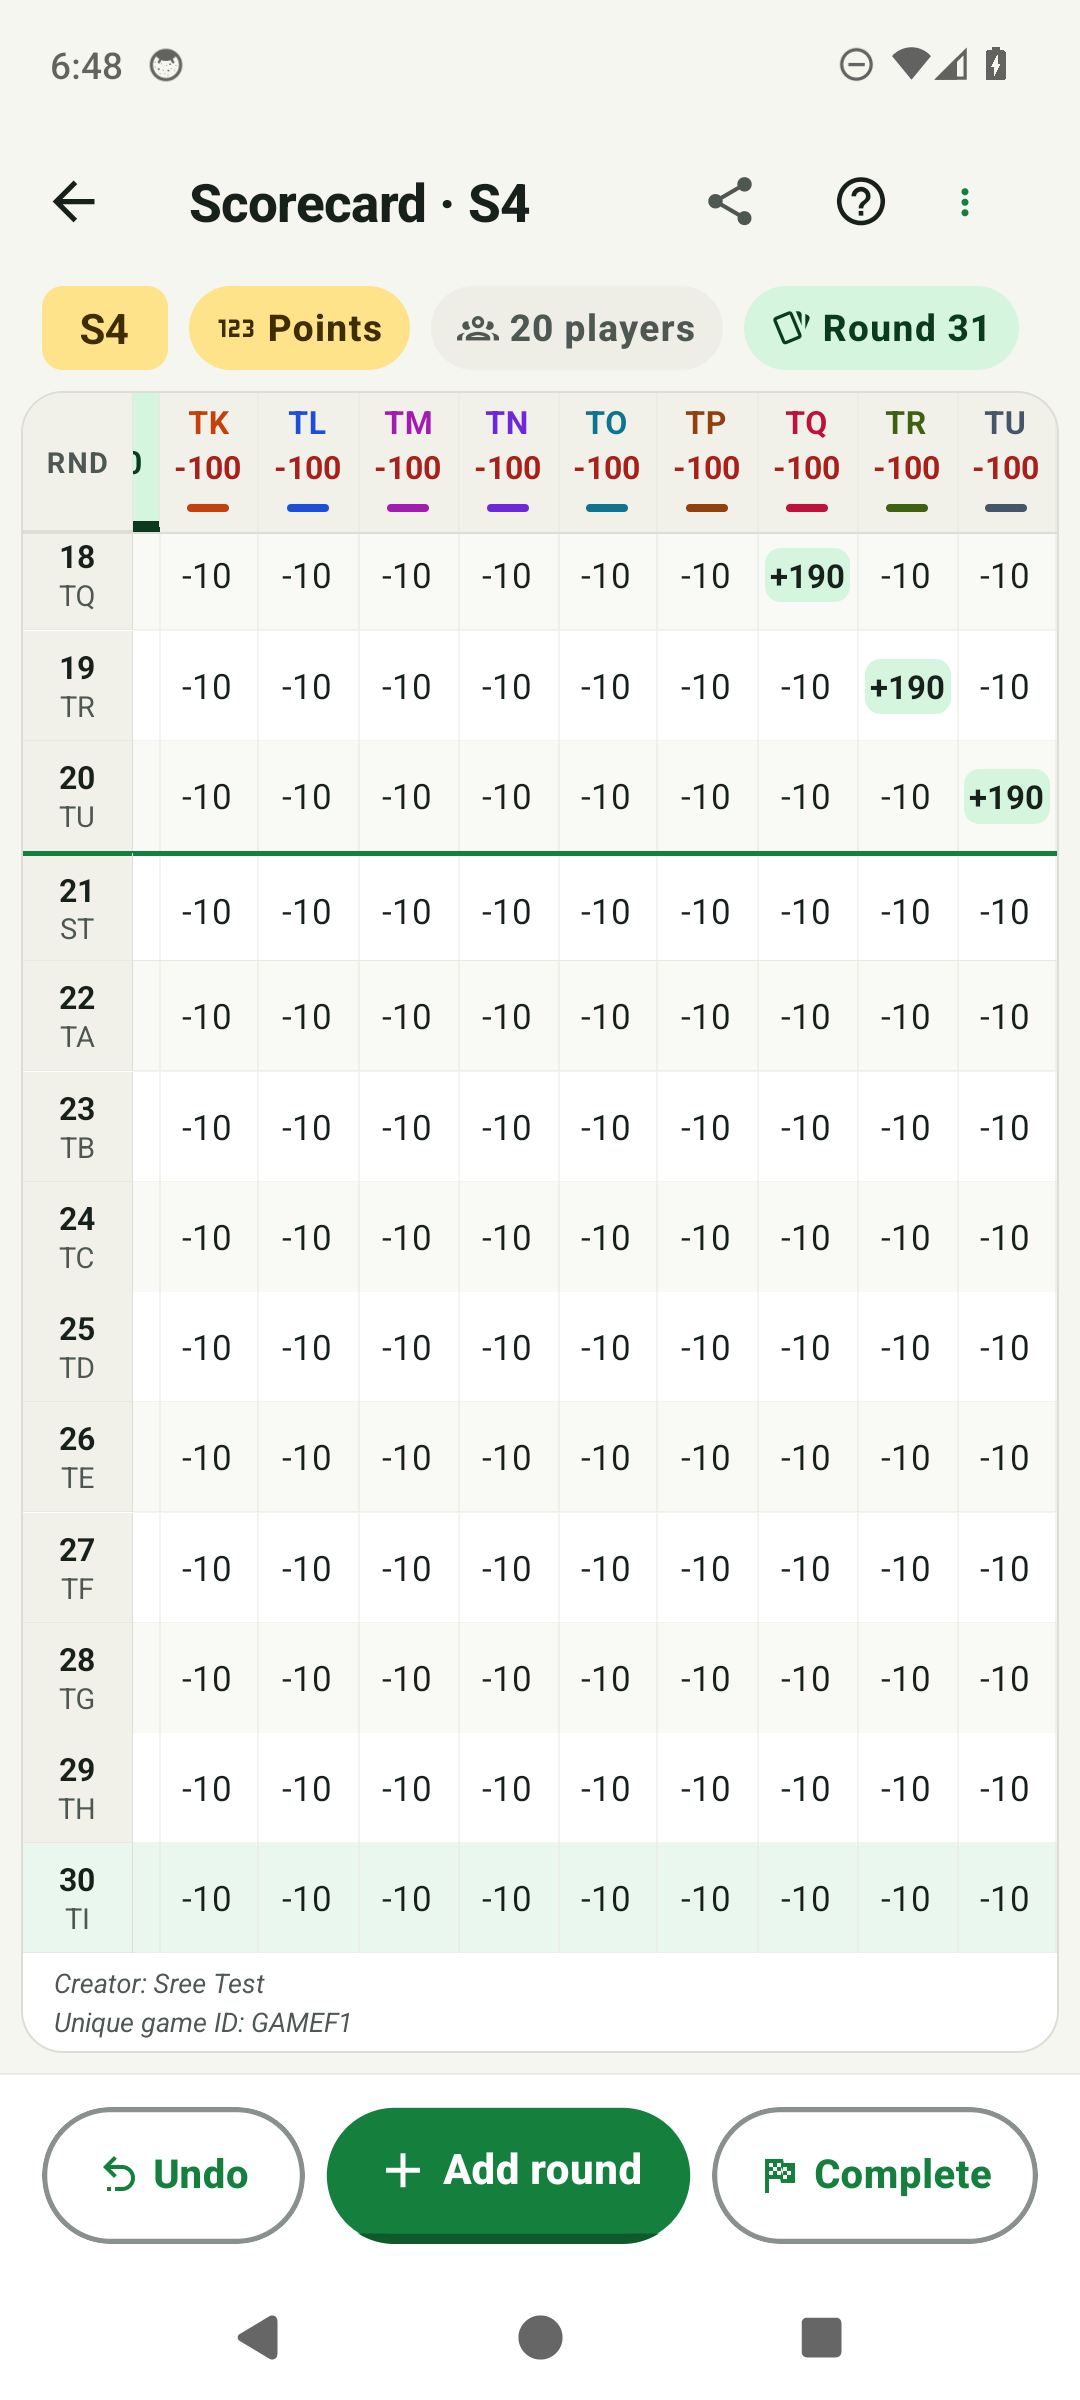 6:48
Scorecard · S4
S4 123 Points 20 players Round 31
RND TK TL TM TN TO TP TQ TR TU
0 -100 -100 -100 -100 -100 -100 -100 -100 -100
18 TQ -10 -10 -10 -10 -10 -10 +190 -10 -10
19 TR -10 -10 -10 -10 -10 -10 -10 +190 -10
20 TU -10 -10 -10 -10 -10 -10 -10 -10 +190
21 ST -10 -10 -10 -10 -10 -10 -10 -10 -10
22 TA -10 -10 -10 -10 -10 -10 -10 -10 -10
23 TB -10 -10 -10 -10 -10 -10 -10 -10 -10
24 TC -10 -10 -10 -10 -10 -10 -10 -10 -10
25 TD -10 -10 -10 -10 -10 -10 -10 -10 -10
26 TE -10 -10 -10 -10 -10 -10 -10 -10 -10
27 TF -10 -10 -10 -10 -10 -10 -10 -10 -10
28 TG -10 -10 -10 -10 -10 -10 -10 -10 -10
29 TH -10 -10 -10 -10 -10 -10 -10 -10 -10
30 TI -10 -10 -10 -10 -10 -10 -10 -10 -10
Creator: Sree Test
Unique game ID: GAMEF1
Undo Add round Complete